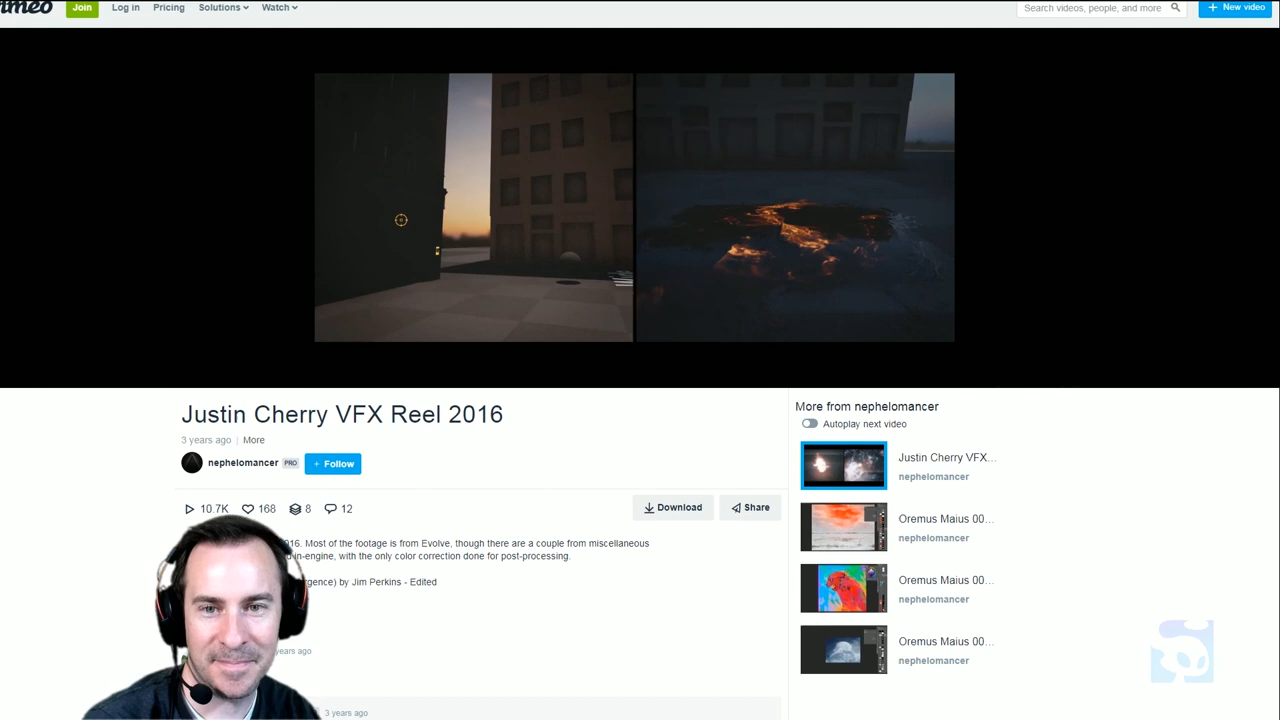 Join Log in Pricing Solutions Watch Search videos, people, and more + New video
Justin Cherry VFX Reel 2016
3 years ago | More
nephelomancer PRO + Follow
10.7K 168 8 12 Download Share
16. Most of the footage is from Evolve, though there are a couple from miscellaneous
in-engine, with the only color correction done for post-processing.
by Jim Perkins - Edited
years ago
3 years ago
More from nephelomancer
Autoplay next video
Justin Cherry VFX...
nephelomancer
Oremus Maius 00...
nephelomancer
Oremus Maius 00...
nephelomancer
Oremus Maius 00...
nephelomancer